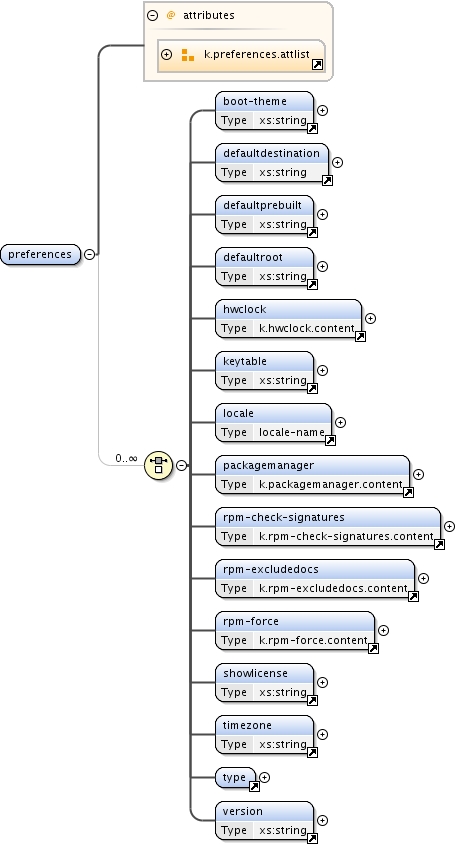 @ attributes
k.preferences.attlist
boot-theme
Type xs:string
defaultdestination
Type xs:string
defaultprebuilt
Type xs:string
preferences
defaultroot
Type xs:string
hwclock
Type k.hwclock.content
keytable
Type xs:string
locale
Type locale-name
0..∞
packagemanager
Type k.packagemanager.content
rpm-check-signatures
Type k.rpm-check-signatures.content
rpm-excludedocs
Type k.rpm-excludedocs.content
rpm-force
Type k.rpm-force.content
showlicense
Type xs:string
timezone
Type xs:string
type
version
Type xs:string